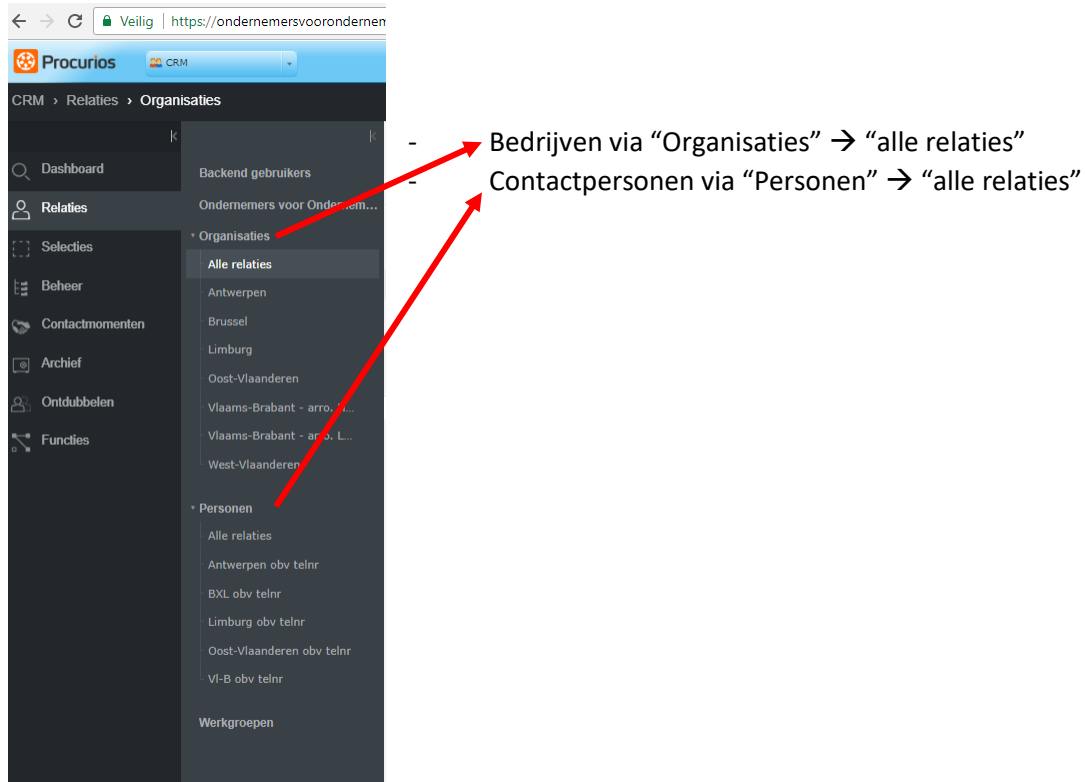 Veilig | https://ondernemersvooronderne
Procurios CRM
CRM › Relaties › Organisaties
Dashboard
Relaties
Selecties
Beheer
Contactmomenten
Archief
Ontdubbelen
Functies
Backend gebruikers
Ondernemers voor Ondernem...
Organisaties
Alle relaties
Antwerpen
Brussel
Limburg
Oost-Vlaanderen
Vlaams-Brabant - arro. H...
Vlaams-Brabant - arro. L...
West-Vlaanderen
Personen
Alle relaties
Antwerpen obv telnr
BXL obv telnr
Limburg obv telnr
Oost-Vlaanderen obv telnr
Vl-B obv telnr
Werkgroepen
- Bedrijven via “Organisaties” → “alle relaties”
- Contactpersonen via “Personen” → “alle relaties”